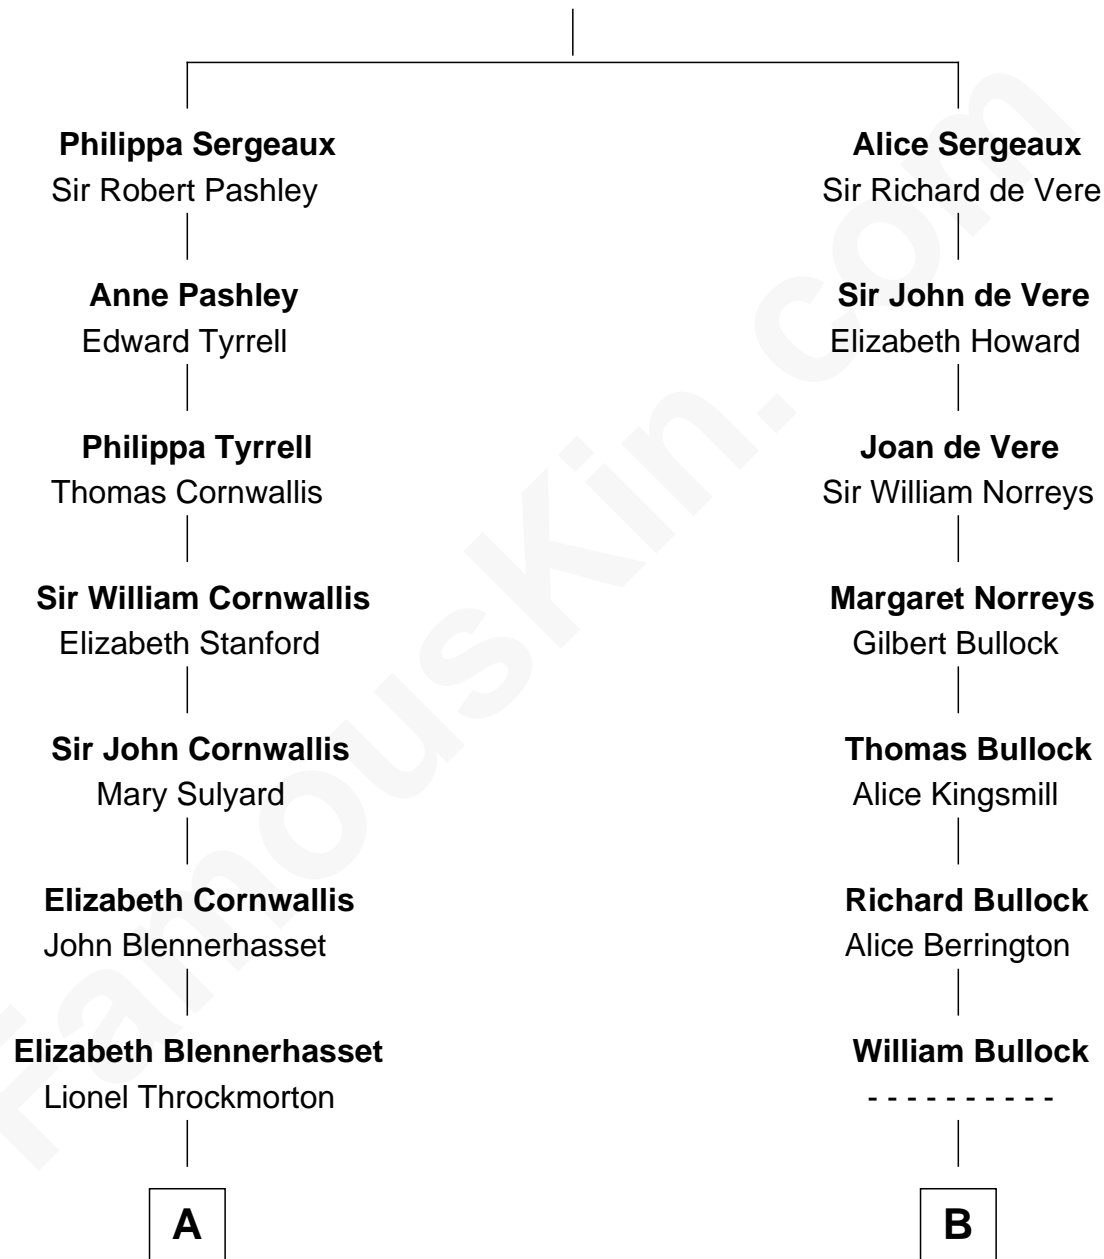 Philippa Sergeaux
Sir Robert Pashley
Anne Pashley
Edward Tyrrell
Philippa Tyrrell
Thomas Cornwallis
Sir William Cornwallis
Elizabeth Stanford
Sir John Cornwallis
Mary Sulyard
Elizabeth Cornwallis
John Blennerhasset
Elizabeth Blennerhasset
Lionel Throckmorton
A
Alice Sergeaux
Sir Richard de Vere
Sir John de Vere
Elizabeth Howard
Joan de Vere
Sir William Norreys
Margaret Norreys
Gilbert Bullock
Thomas Bullock
Alice Kingsmill
Richard Bullock
Alice Berrington
William Bullock
- - - - - - - - - -
B
FamousKin.com